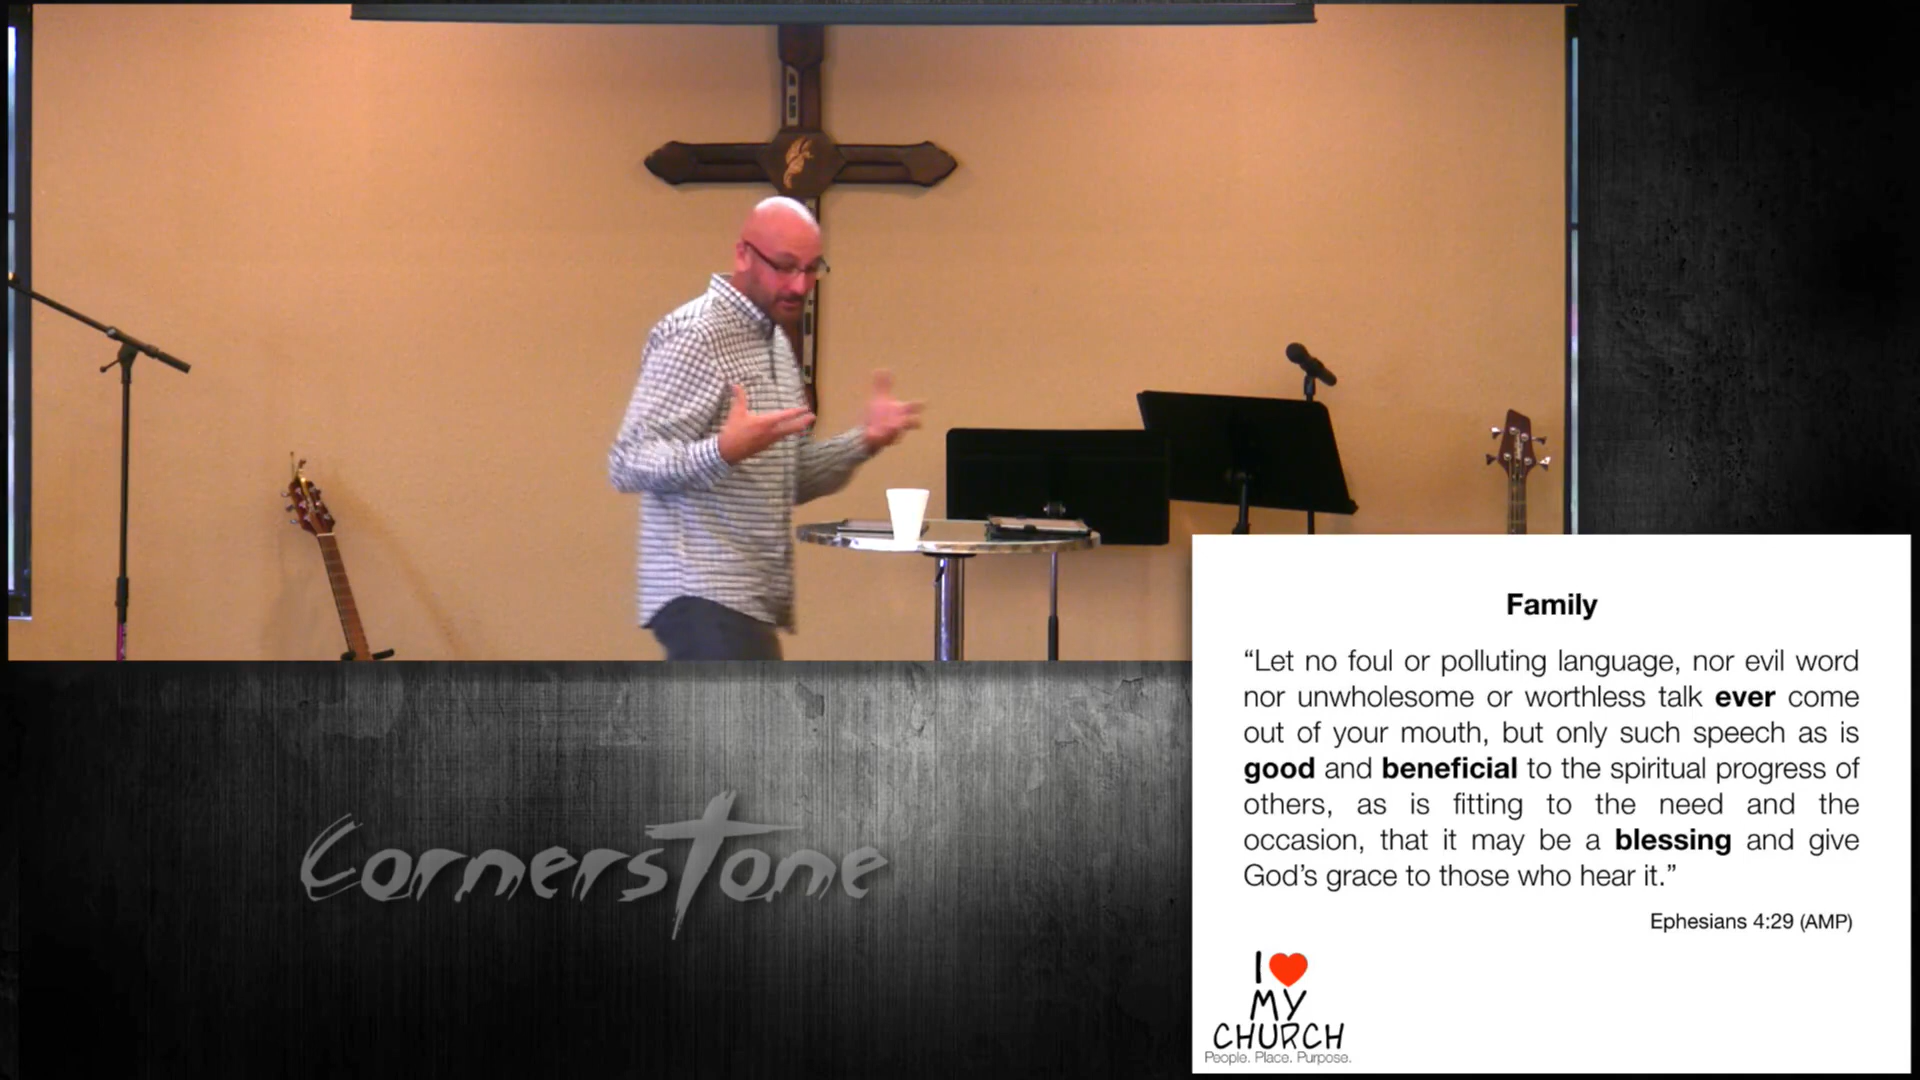 Cornerstone
Family
“Let no foul or polluting language, nor evil word
nor unwholesome or worthless talk ever come
out of your mouth, but only such speech as is
good and beneficial to the spiritual progress of
others, as is fitting to the need and the
occasion, that it may be a blessing and give
God’s grace to those who hear it.”
Ephesians 4:29 (AMP)
I
MY
CHURCH
People. Place. Purpose.